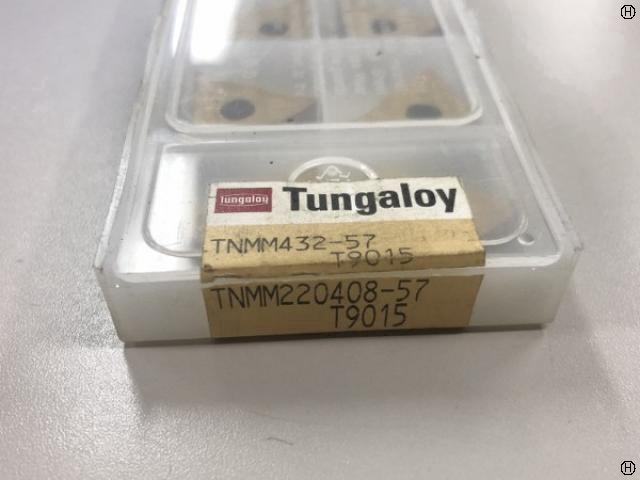 Tungaloy Tungaloy
TNMM432-57
T9015
TNMM220408-57
T9015
H
H